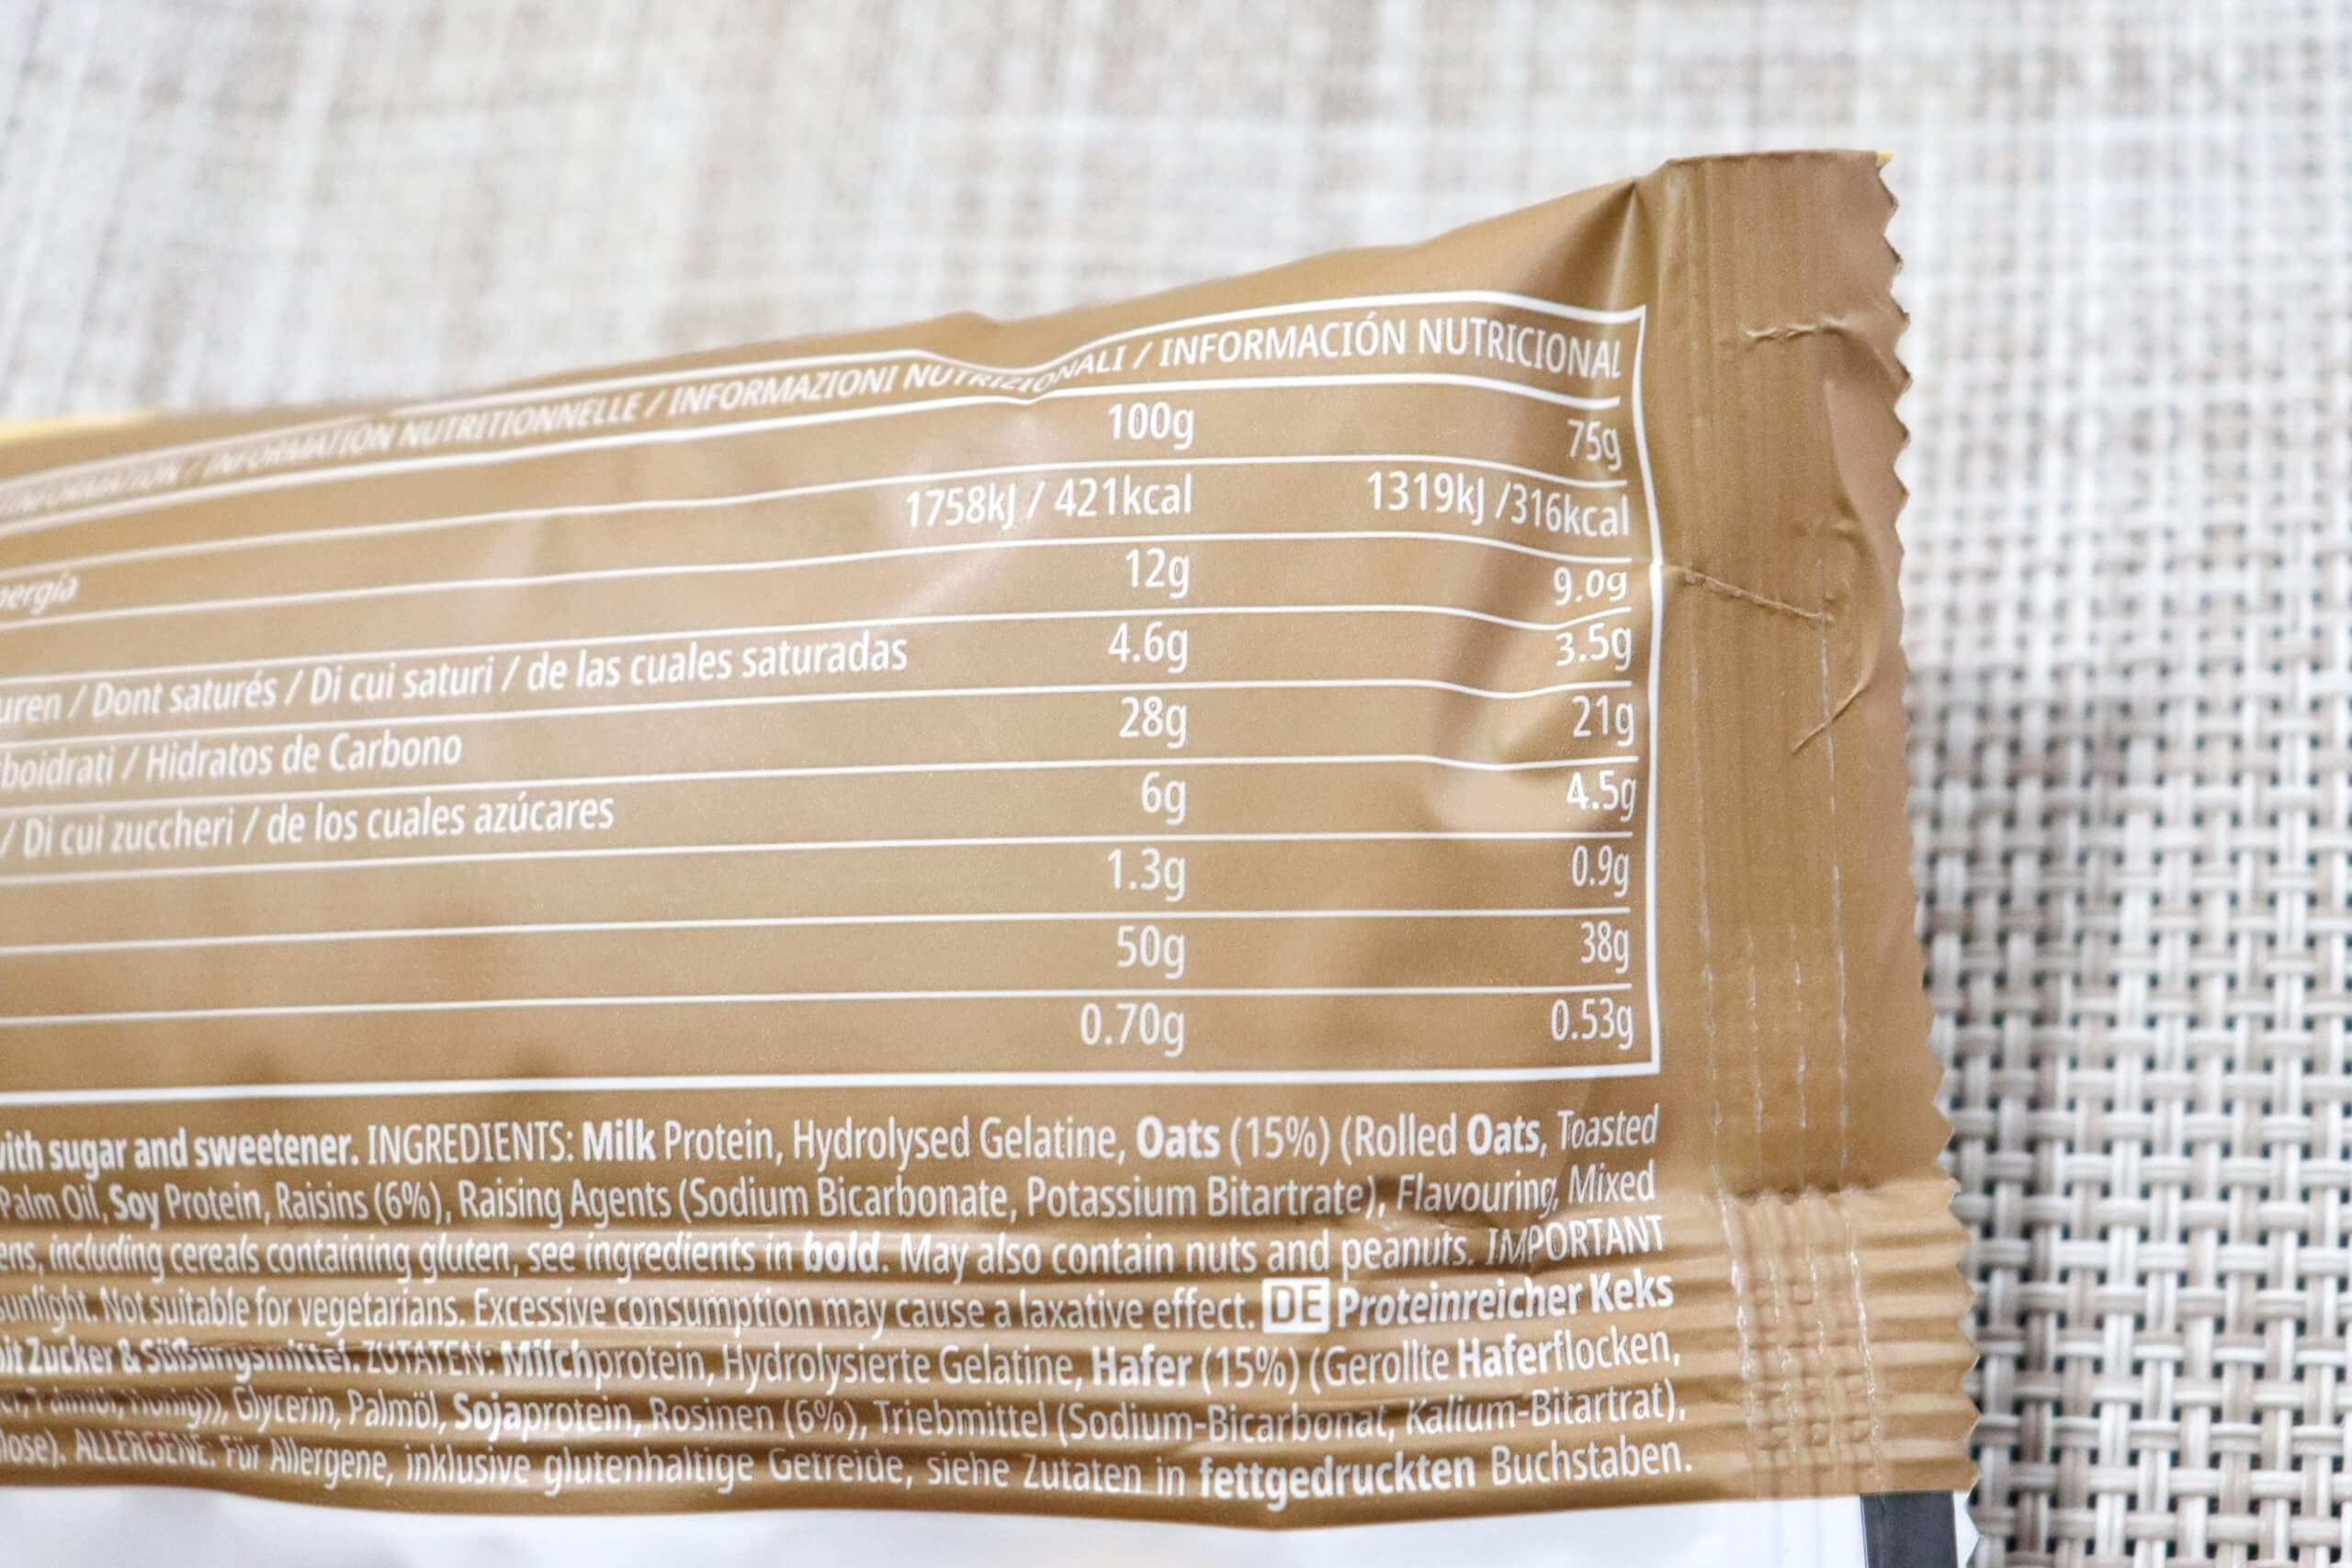 INFORMATION / INFORMATION NUTRITIONNELLE / INFORMAZIONI NUTRIZIONALI / INFORMACIÓN NUTRICIONAL
100g 75g
nergía 1758kJ / 421kcal 1319kJ /316kcal
12g 9.0g
uren / Dont saturés / Di cui saturi / de las cuales saturadas 4.6g 3.5g
boidrati / Hidratos de Carbono 28g 21g
/ Di cui zuccheri / de los cuales azúcares 6g 4.5g
1.3g 0.9g
50g 38g
0.70g 0.53g
with sugar and sweetener. INGREDIENTS: Milk Protein, Hydrolysed Gelatine, Oats (15%) (Rolled Oats, Toasted
Palm Oil, Soy Protein, Raisins (6%), Raising Agents (Sodium Bicarbonate, Potassium Bitartrate), Flavouring, Mixed
ens, including cereals containing gluten, see ingredients in bold. May also contain nuts and peanuts. IMPORTANT
sunlight. Not suitable for vegetarians. Excessive consumption may cause a laxative effect. DE Proteinreicher Keks
mit Zucker & Süßungsmittel. ZUTATEN: Milchprotein, Hydrolysierte Gelatine, Hafer (15%) (Gerollte Haferflocken,
Palmöl, Honig)), Glycerin, Palmöl, Sojaprotein, Rosinen (6%), Triebmittel (Sodium-Bicarbonat, Kalium-Bitartrat),
lose). ALLERGENE: Für Allergene, inklusive glutenhaltige Getreide, siehe Zutaten in fettgedruckten Buchstaben.